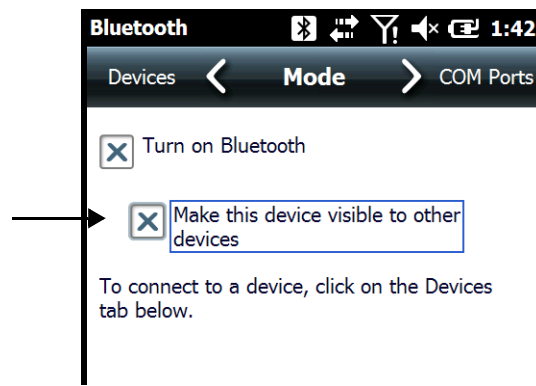 Bluetooth 1:42
Devices Mode COM Ports
Turn on Bluetooth
Make this device visible to other
devices
To connect to a device, click on the Devices
tab below.